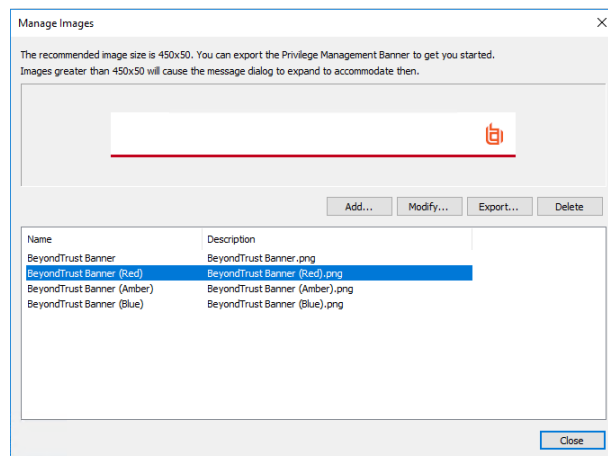 Manage Images
The recommended image size is 450x50. You can export the Privilege Management Banner to get you started.
Images greater than 450x50 will cause the message dialog to expand to accommodate then.
Add... Modify... Export... Delete
Name Description
BeyondTrust Banner BeyondTrust Banner.png
BeyondTrust Banner (Red) BeyondTrust Banner (Red).png
BeyondTrust Banner (Amber) BeyondTrust Banner (Amber).png
BeyondTrust Banner (Blue) BeyondTrust Banner (Blue).png
Close